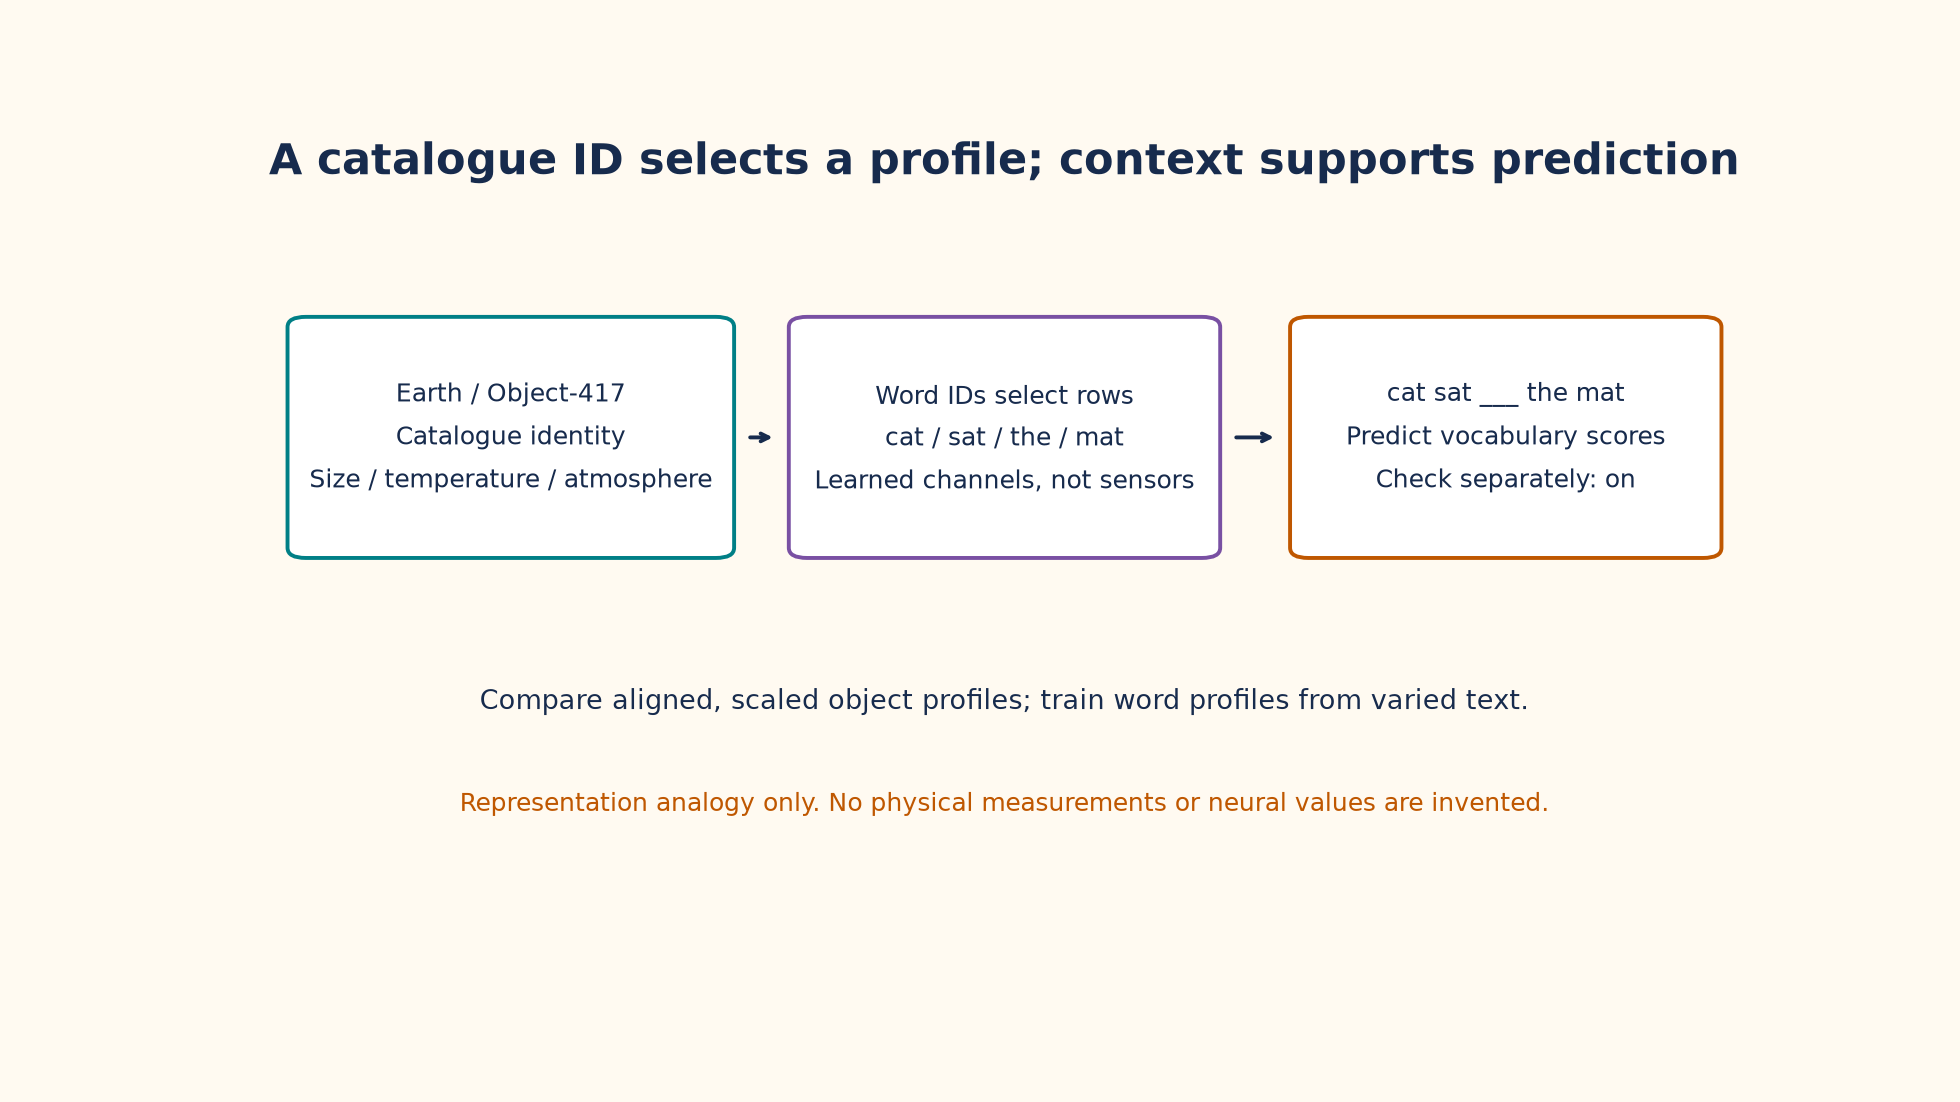 A catalogue ID selects a profile; context supports prediction
Earth / Object-417
Catalogue identity
Size / temperature / atmosphere
Word IDs select rows
cat / sat / the / mat
Learned channels, not sensors
cat sat ___ the mat
Predict vocabulary scores
Check separately: on
Compare aligned, scaled object profiles; train word profiles from varied text.
Representation analogy only. No physical measurements or neural values are invented.